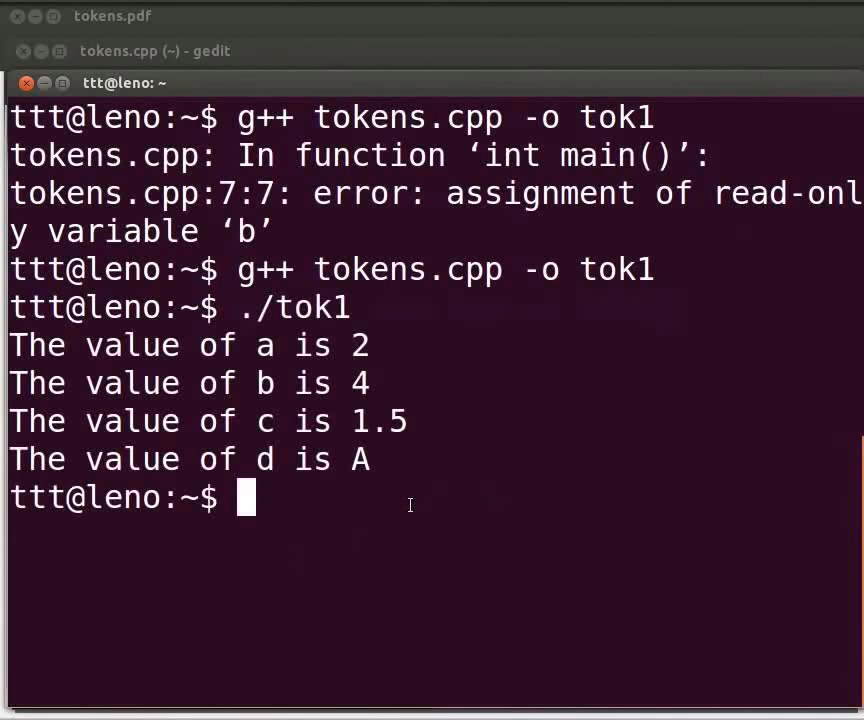 tokens.pdf
tokens.cpp (~) - gedit
ttt@leno: ~
ttt@leno:~$ g++ tokens.cpp -o tok1
tokens.cpp: In function ‘int main()’:
tokens.cpp:7:7: error: assignment of read-onl
y variable ‘b’
ttt@leno:~$ g++ tokens.cpp -o tok1
ttt@leno:~$ ./tok1
The value of a is 2
The value of b is 4
The value of c is 1.5
The value of d is A
ttt@leno:~$